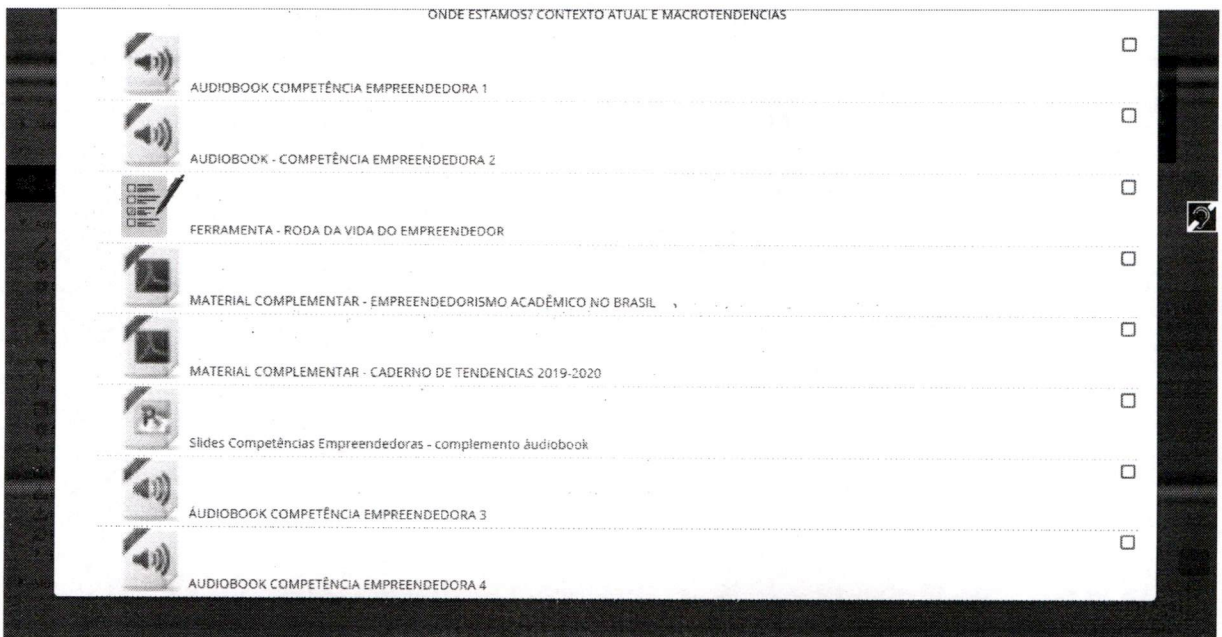 ONDE ESTAMOS? CONTEXTO ATUAL E MACROTENDENCIAS
AUDIOBOOK COMPETÊNCIA EMPREENDEDORA 1
AUDIOBOOK - COMPETÊNCIA EMPREENDEDORA 2
FERRAMENTA - RODA DA VIDA DO EMPREENDEDOR
MATERIAL COMPLEMENTAR - EMPREENDEDORISMO ACADÊMICO NO BRASIL
MATERIAL COMPLEMENTAR - CADERNO DE TENDENCIAS 2019-2020
Slides Competências Empreendedoras - complemento áudiobook
ÁUDIOBOOK COMPETÊNCIA EMPREENDEDORA 3
AUDIOBOOK COMPETÊNCIA EMPREENDEDORA 4